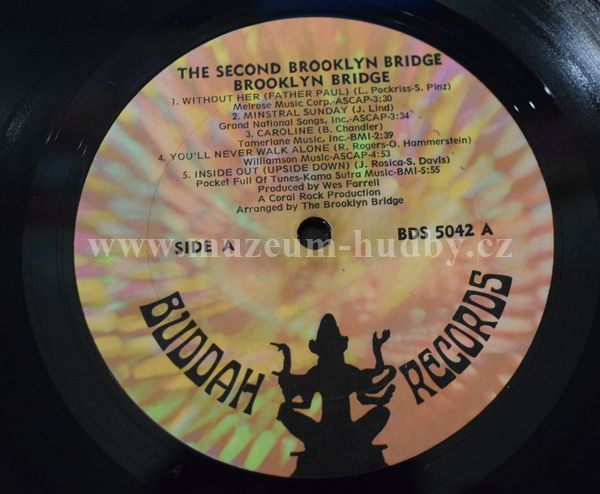 THE SECOND BROOKLYN BRIDGE
BROOKLYN BRIDGE
1. WITHOUT HER (FATHER PAUL) (L. Pockriss-S. Pinz)
Melrose Music Corp.-ASCAP-3:30
2. MINSTRAL SUNDAY (J. Lind)
Grand National Songs, Inc.-ASCAP-3:34
3. CAROLINE (B. Chandler)
Tamerlane Music, Inc.-BMI-2:39
4. YOU'LL NEVER WALK ALONE (R. Rogers-O. Hammerstein)
Williamson Music-ASCAP-4:53
5. INSIDE OUT (UPSIDE DOWN) (J. Rosica-S. Davis)
Pocket Full Of Tunes-Kama Sutra Music-BMI-5:55
Produced by Wes Farrell
A Coral Rock Production
Arranged by The Brooklyn Bridge
SIDE A
BDS 5042 A
www.muzeum-hudby.cz
BUDDAH RECORDS